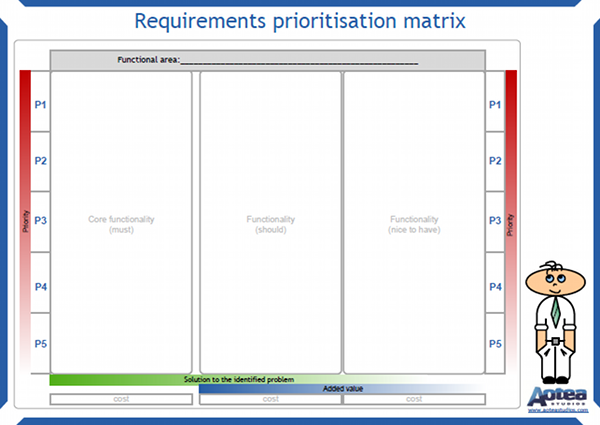 Requirements prioritisation matrix
Functional area:
P1
P1
P2
P2
Priority
P3
Core functionality
(must)
Functionality
(should)
Functionality
(nice to have)
P3
Priority
P4
P4
P5
P5
Solution to the identified problem
Added value
cost
cost
cost
Aotea
STUDIOS
www.aoteastudios.com